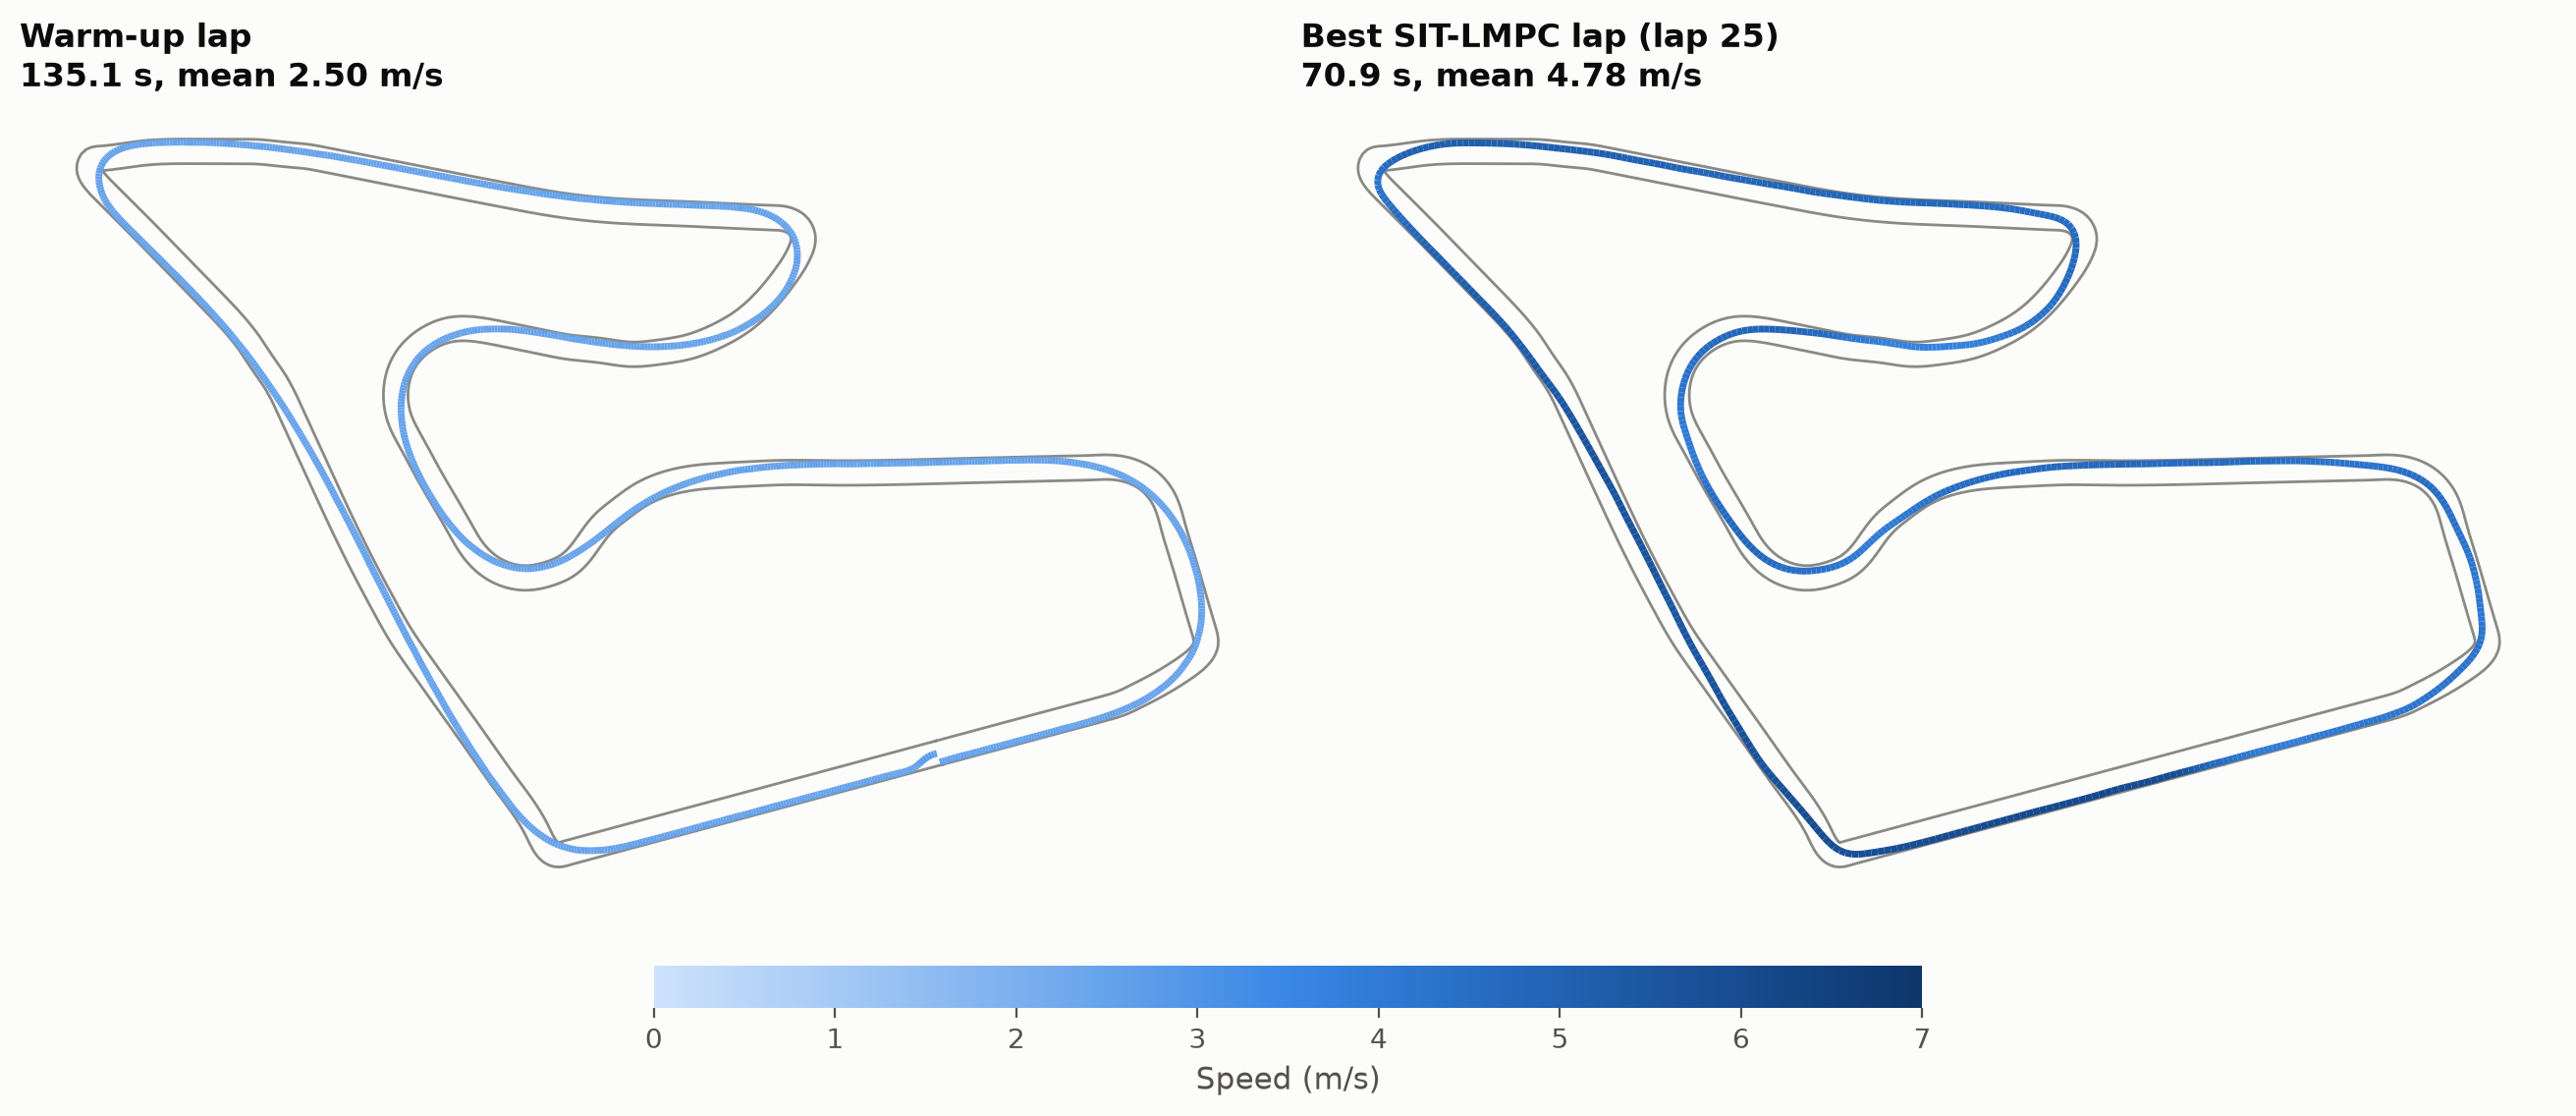 Warm-up lap
135.1 s, mean 2.50 m/s
Best SIT-LMPC lap (lap 25)
70.9 s, mean 4.78 m/s
0 1 2 3 4 5 6 7
Speed (m/s)